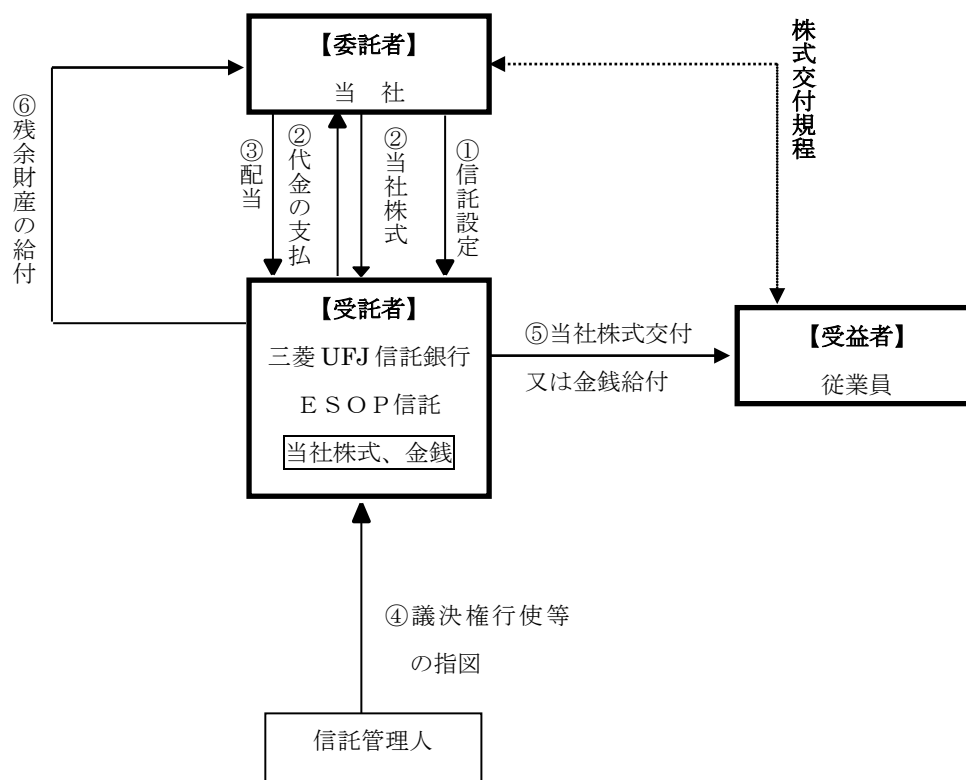 【委託者】
当　社
株式交付規程
⑥残余財産の給付
③配当
②代金の支払
②当社株式
①信託設定
【受託者】
三菱 UFJ 信託銀行
ＥＳＯＰ信託
当社株式、金銭
⑤当社株式交付
又は金銭給付
【受益者】
従業員
④議決権行使等
の指図
信託管理人